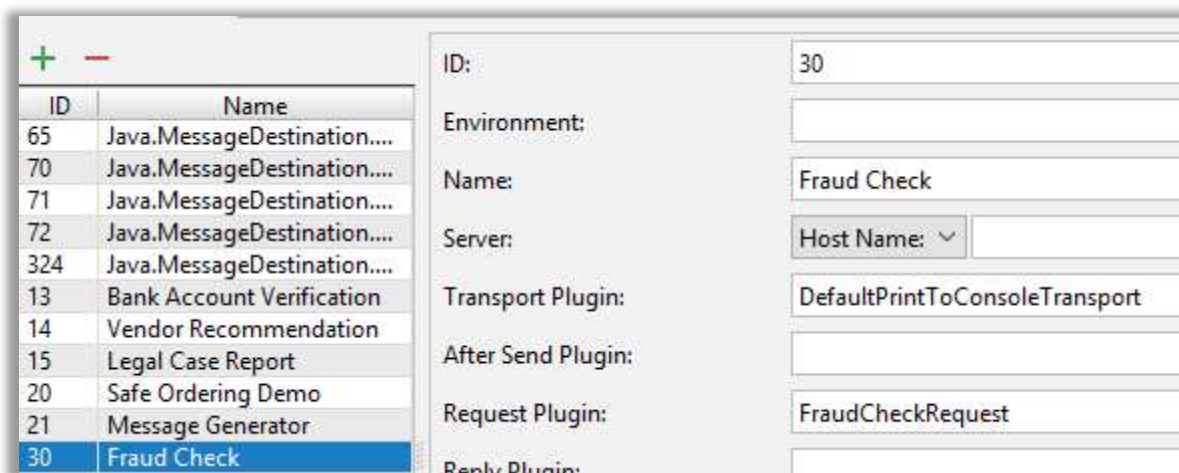 ID Name
65 Java.MessageDestination....
70 Java.MessageDestination....
71 Java.MessageDestination....
72 Java.MessageDestination....
324 Java.MessageDestination....
13 Bank Account Verification
14 Vendor Recommendation
15 Legal Case Report
20 Safe Ordering Demo
21 Message Generator
30 Fraud Check
ID: 30
Environment:
Name: Fraud Check
Server: Host Name:
Transport Plugin: DefaultPrintToConsoleTransport
After Send Plugin:
Request Plugin: FraudCheckRequest
Reply Plugin: